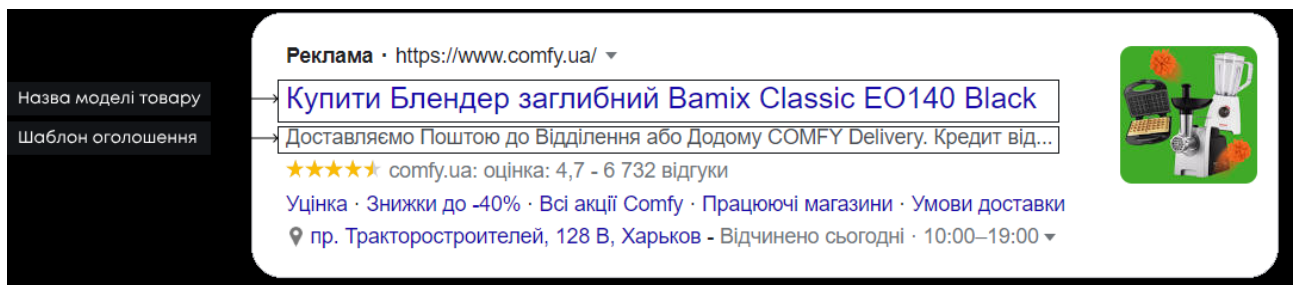 Реклама · https://www.comfy.ua/
Назва моделі товару
Купити Блендер заглибний Bamix Classic EO140 Black
Шаблон оголошення
Доставляємо Поштою до Відділення або Додому COMFY Delivery. Кредит від...
comfy.ua: оцінка: 4,7 - 6 732 відгуки
Уцінка · Знижки до -40% · Всі акції Comfy · Працюючі магазини · Умови доставки
пр. Тракторостроителей, 128 В, Харьков - Відчинено сьогодні · 10:00–19:00